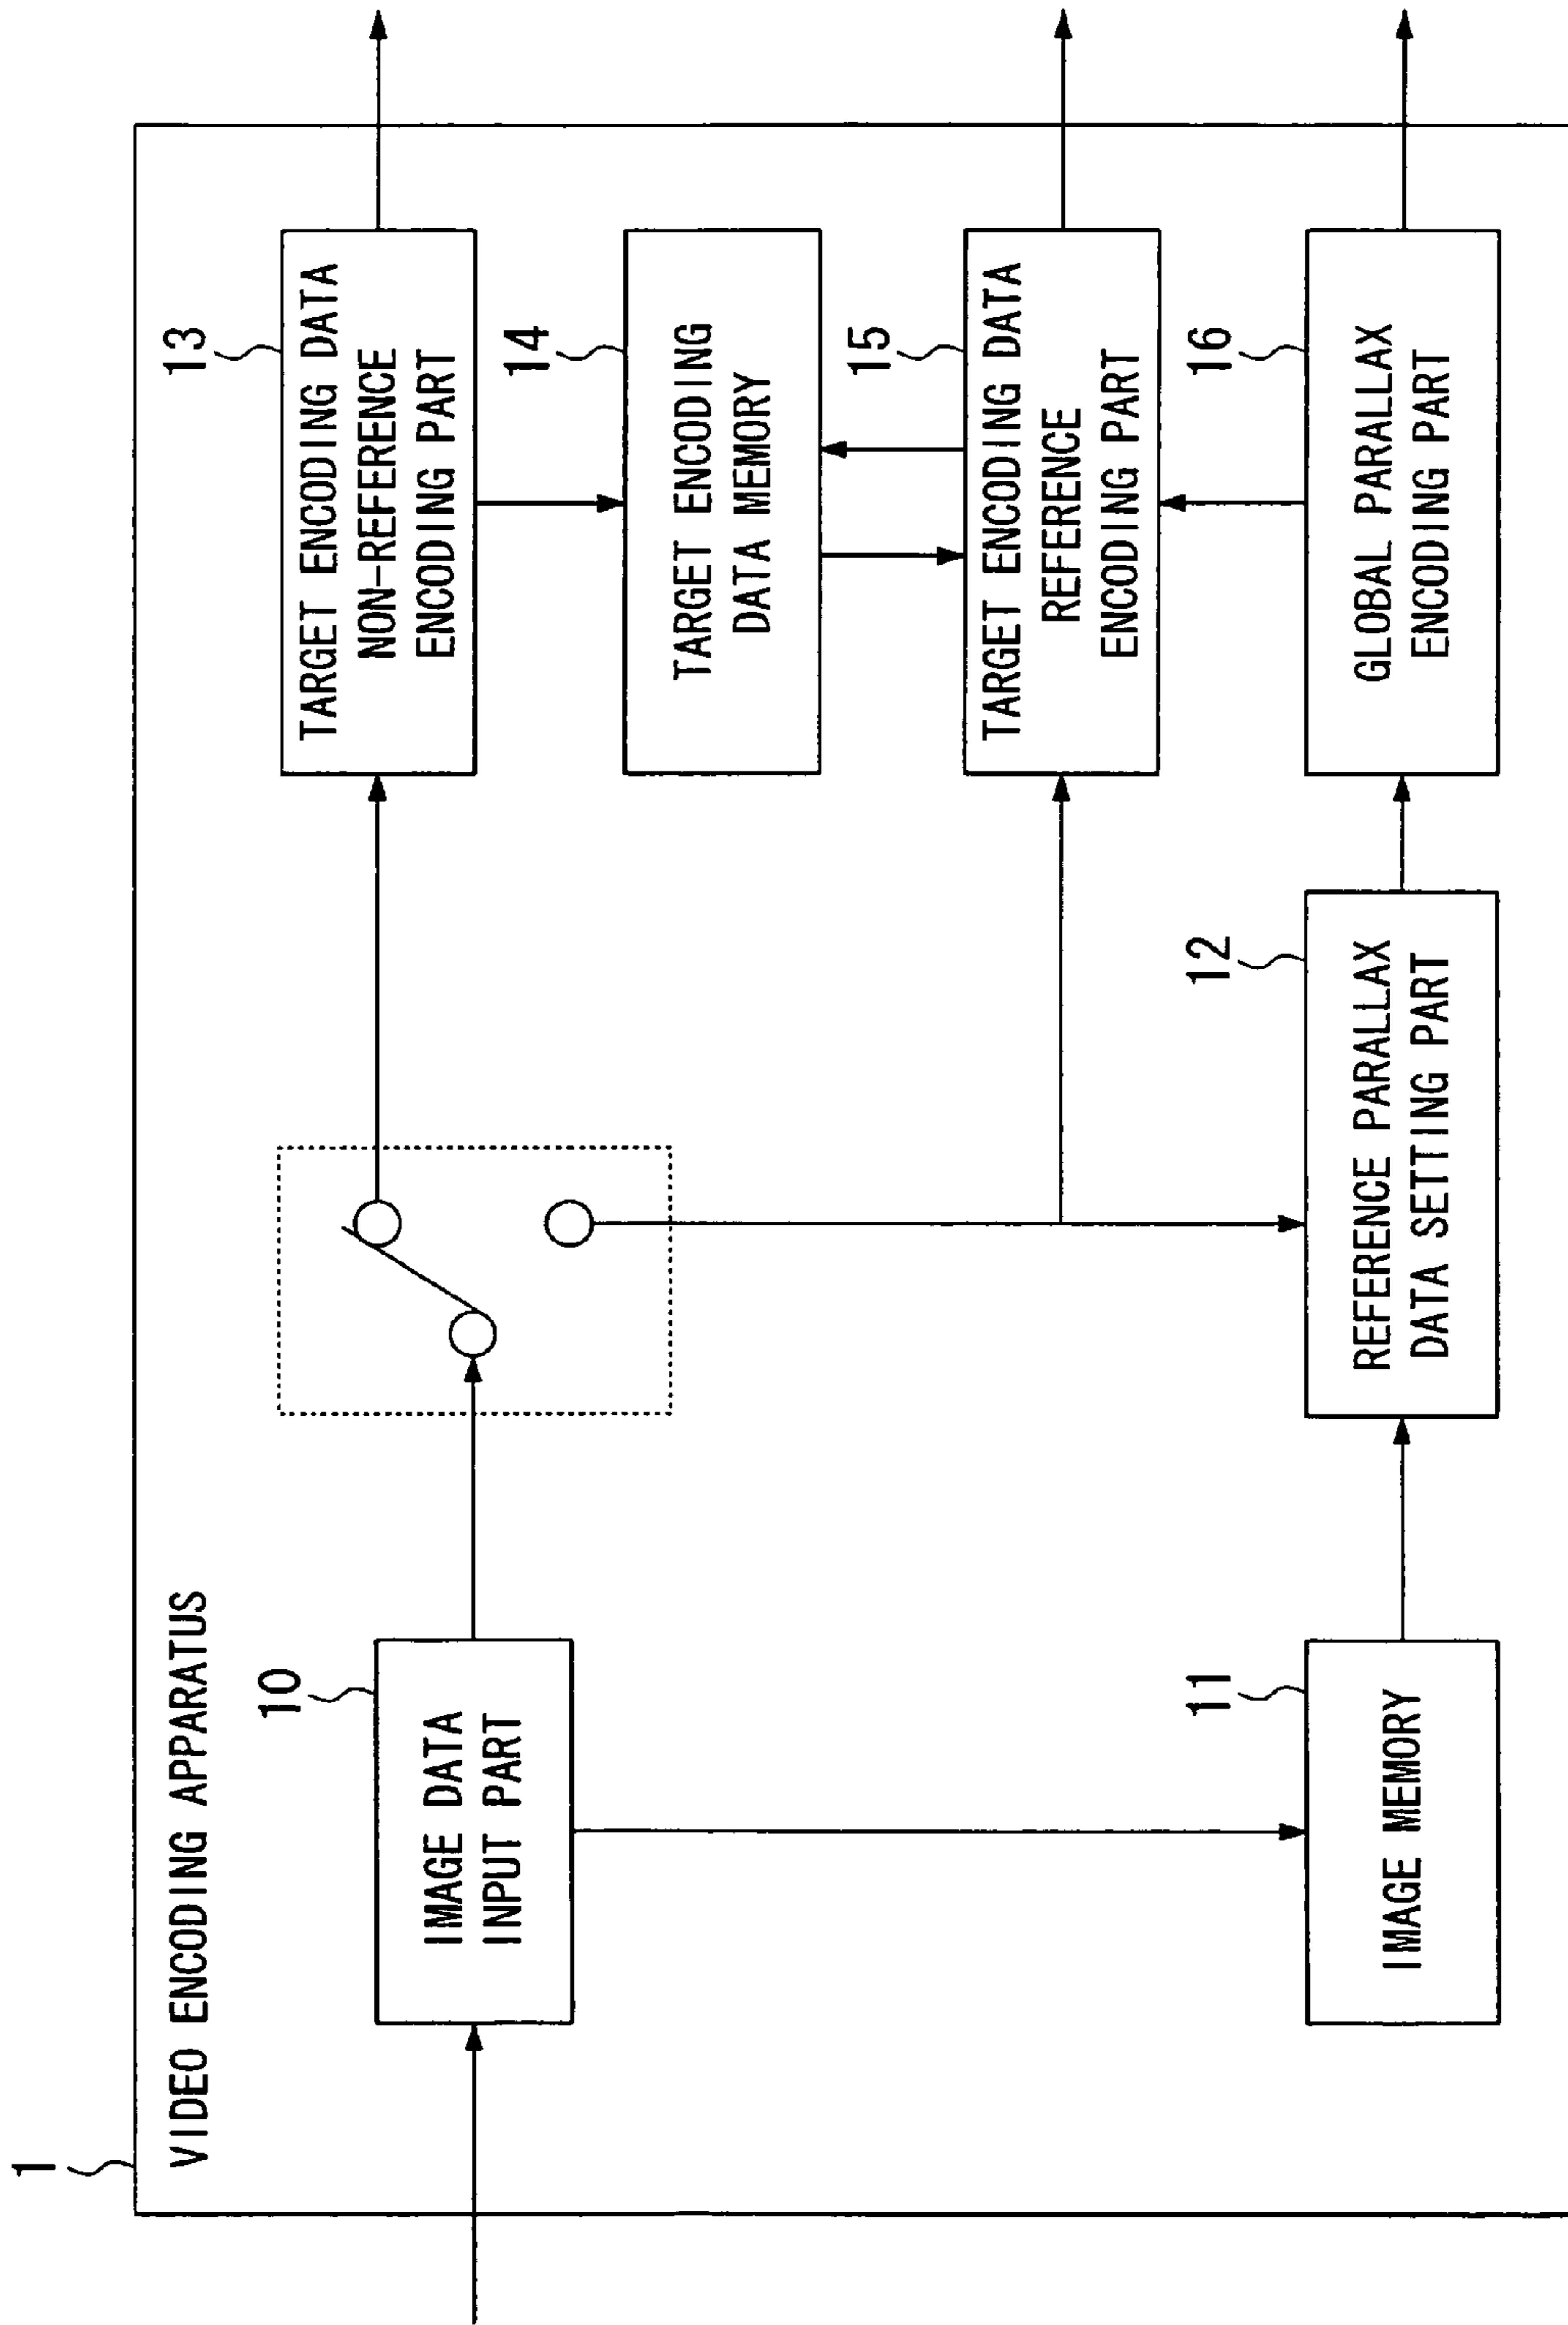 1
VIDEO ENCODING APPARATUS
10
IMAGE DATA
INPUT PART
13
TARGET ENCODING DATA
NON-REFERENCE
ENCODING PART
14
TARGET ENCODING
DATA MEMORY
15
TARGET ENCODING DATA
REFERENCE
ENCODING PART
11
IMAGE MEMORY
12
REFERENCE PARALLAX
DATA SETTING PART
16
GLOBAL PARALLAX
ENCODING PART